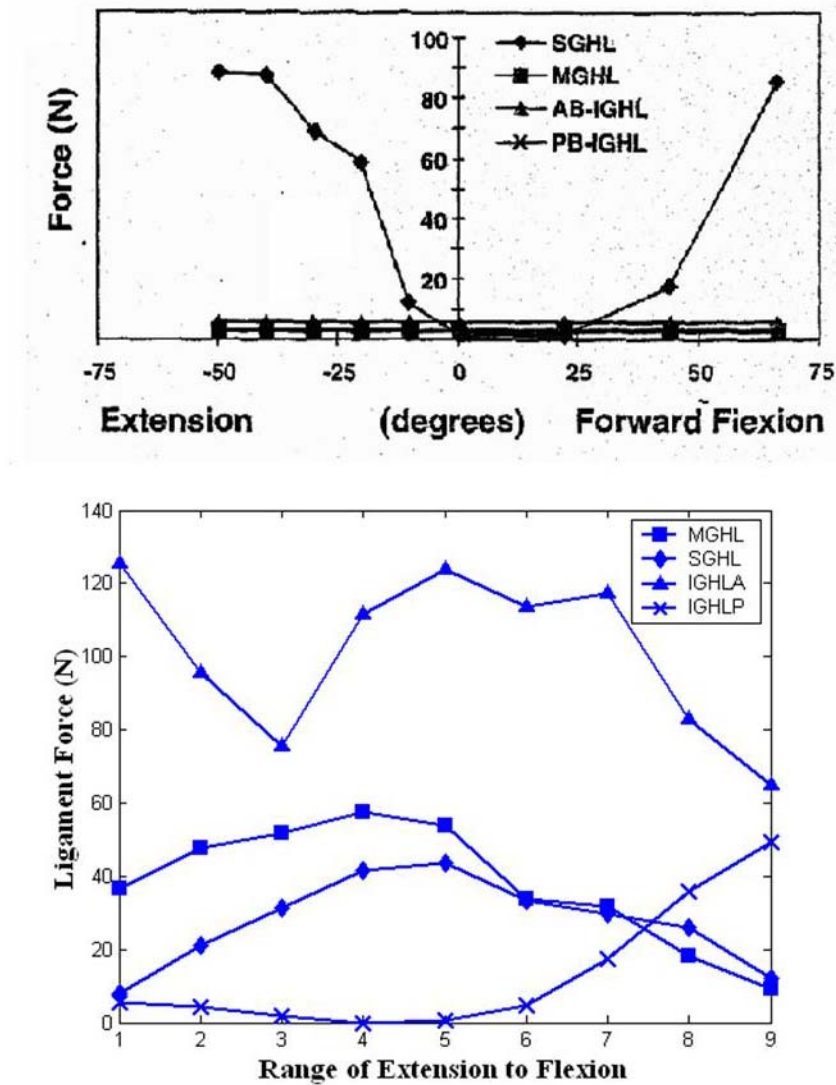 100
SGHL
MGHL
80
AB-IGHL
PB-IGHL
60
40
20
Force (N)
-75 -50 -25 0 25 50 75
Extension (degrees) Forward Flexion
140
120
100
80
60
40
20
0
MGHL
SGHL
IGHLA
IGHLP
Ligament Force (N)
1 2 3 4 5 6 7 8 9
Range of Extension to Flexion